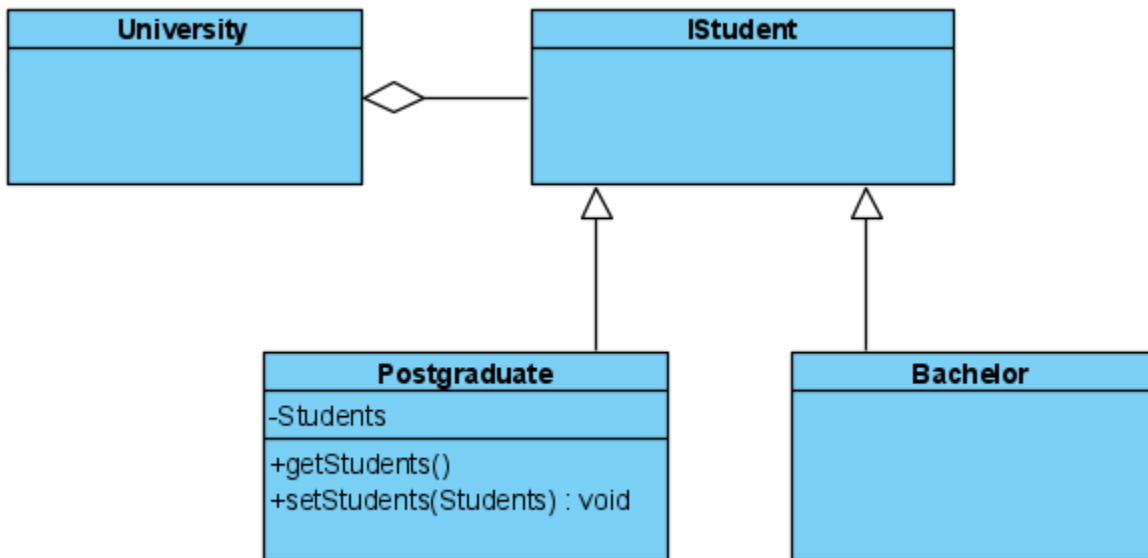 University
IStudent
Postgraduate
-Students
+getStudents()
+setStudents(Students) : void
Bachelor